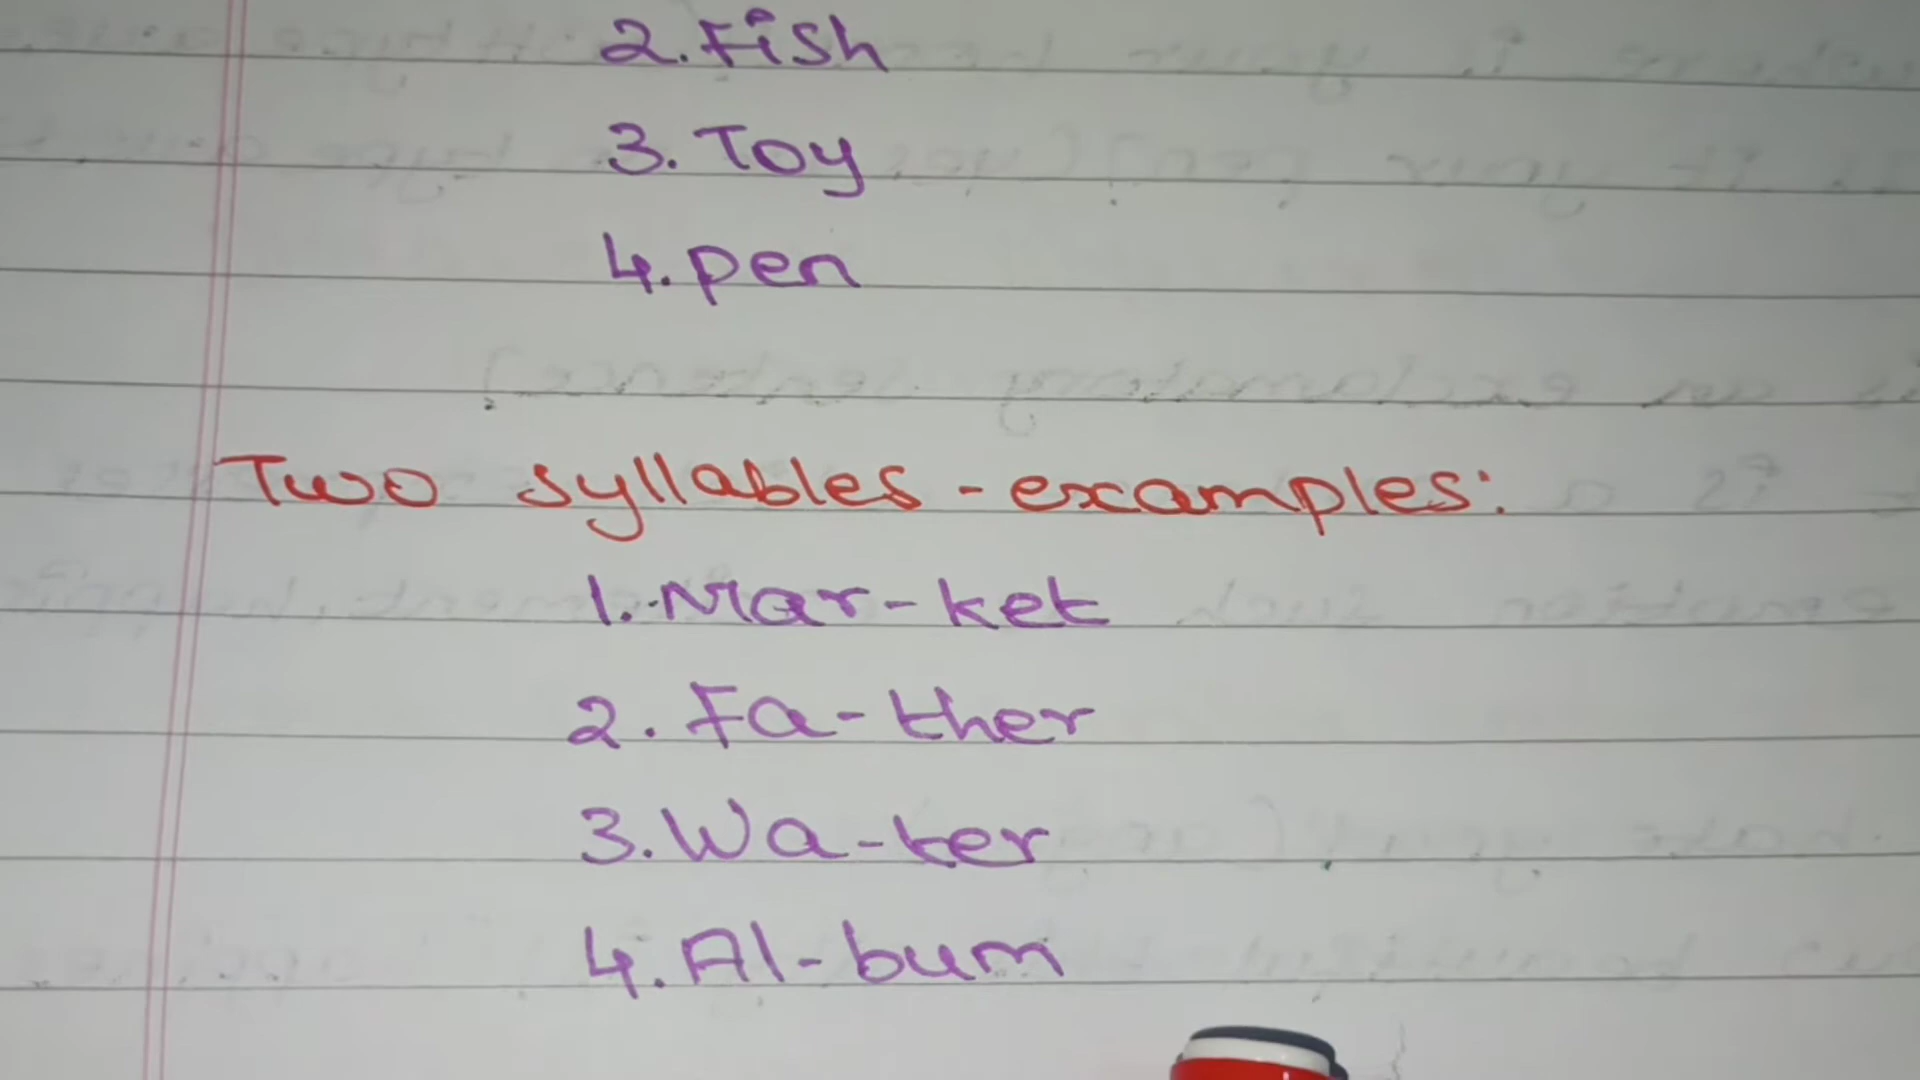 2. Fish
3. Toy
4. pen
Two syllables - examples:
1. Mar-ket
2. Fa-ther
3. Wa-ter
4. Al-bum